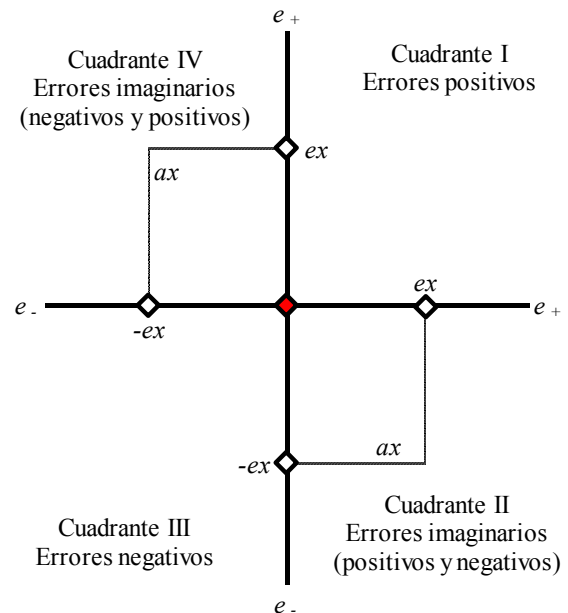 e +
Cuadrante IV
Errores imaginarios
(negativos y positivos)
Cuadrante I
Errores positivos
ex
ax
ex
e -
e +
-ex
-ex
ax
Cuadrante III
Errores negativos
Cuadrante II
Errores imaginarios
(positivos y negativos)
e -